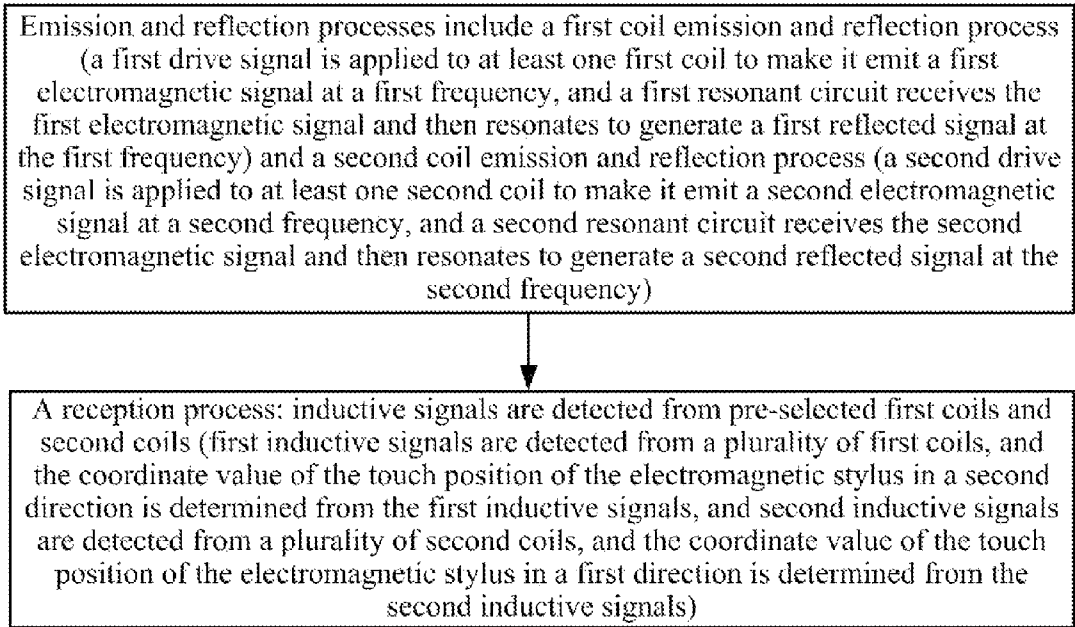 Emission and reflection processes include a first coil emission and reflection process
(a first drive signal is applied to at least one first coil to make it emit a first
electromagnetic signal at a first frequency, and a first resonant circuit receives the
first electromagnetic signal and then resonates to generate a first reflected signal at
the first frequency) and a second coil emission and reflection process (a second drive
signal is applied to at least one second coil to make it emit a second electromagnetic
signal at a second frequency, and a second resonant circuit receives the second
electromagnetic signal and then resonates to generate a second reflected signal at the
second frequency)
A reception process: inductive signals are detected from pre-selected first coils and
second coils (first inductive signals are detected from a plurality of first coils, and
the coordinate value of the touch position of the electromagnetic stylus in a second
direction is determined from the first inductive signals, and second inductive signals
are detected from a plurality of second coils, and the coordinate value of the touch
position of the electromagnetic stylus in a first direction is determined from the
second inductive signals)